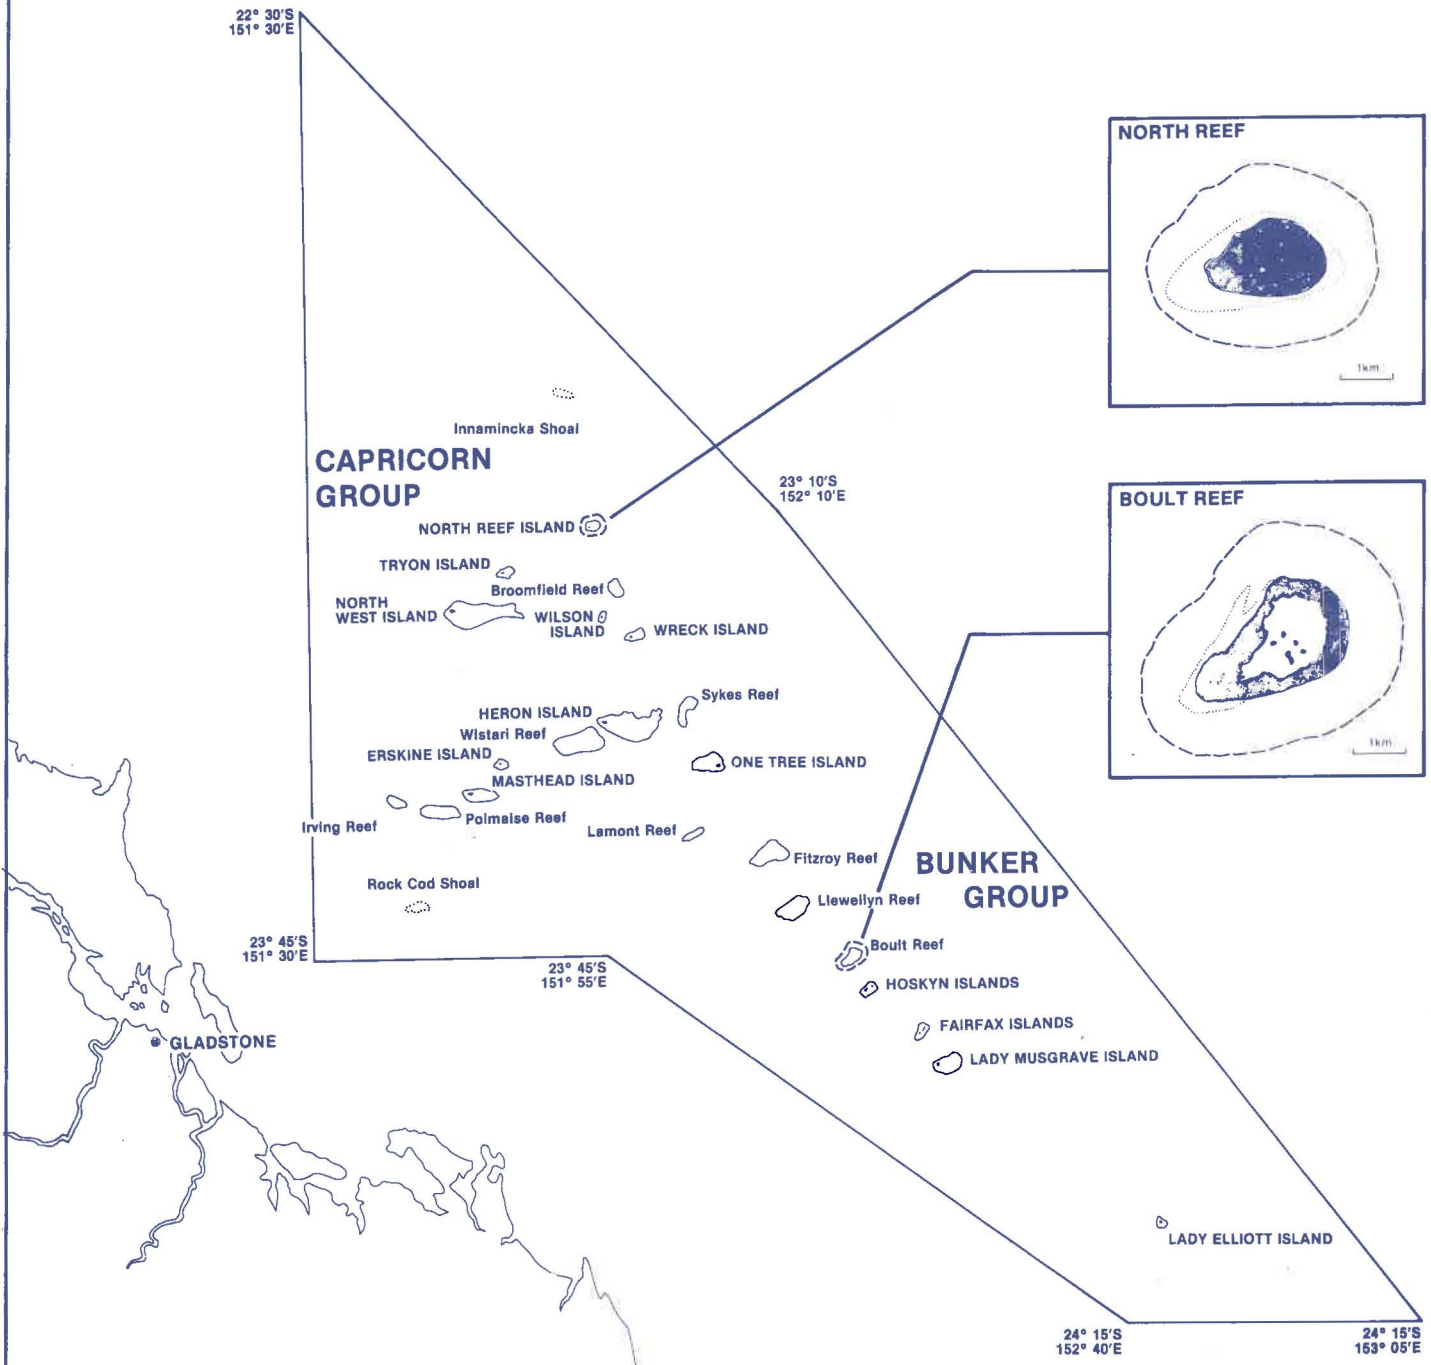 22° 30'S
151° 30'E
NORTH REEF
1km
Innamincka Shoal
CAPRICORN
GROUP
23° 10'S
152° 10'E
BOULT REEF
1km
NORTH REEF ISLAND
TRYON ISLAND
Broomfield Reef
NORTH
WEST ISLAND
WILSON
ISLAND
WRECK ISLAND
Sykes Reef
HERON ISLAND
Wistari Reef
ERSKINE ISLAND
ONE TREE ISLAND
MASTHEAD ISLAND
Irving Reef
Polmaise Reef
Lamont Reef
Fitzroy Reef
BUNKER
GROUP
Rock Cod Shoal
Llewellyn Reef
23° 45'S
151° 30'E
23° 45'S
151° 55'E
Boult Reef
HOSKYN ISLANDS
FAIRFAX ISLANDS
GLADSTONE
LADY MUSGRAVE ISLAND
LADY ELLIOTT ISLAND
24° 15'S
152° 40'E
24° 15'S
153° 05'E